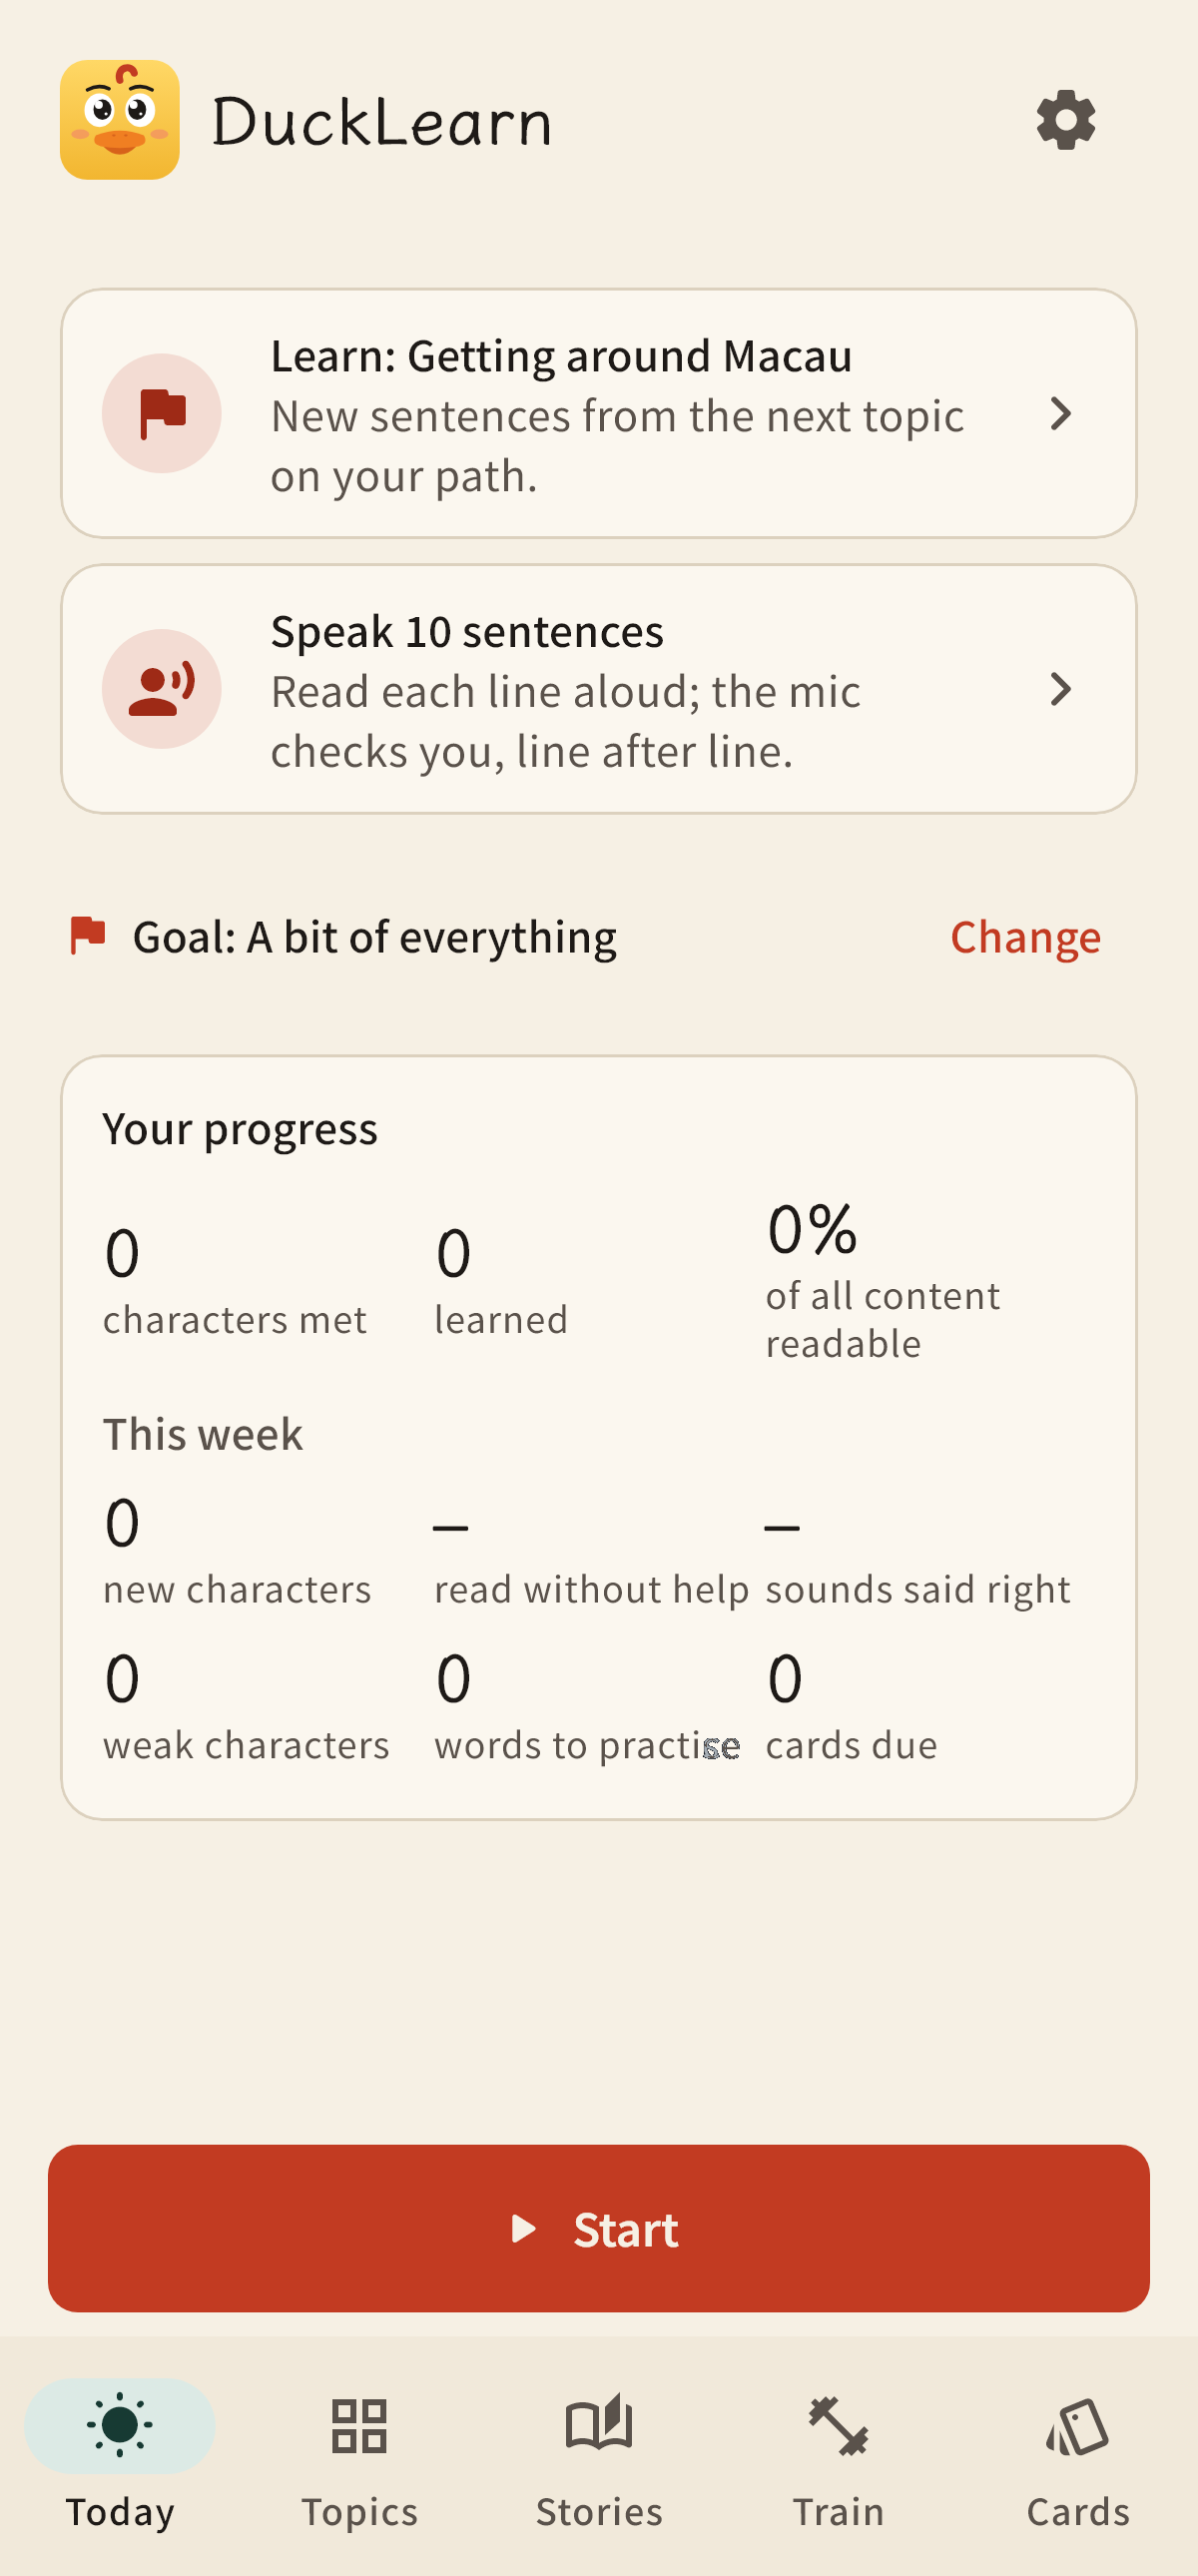 DuckLearn
Learn: Getting around Macau
New sentences from the next topic
on your path.
Speak 10 sentences
Read each line aloud; the mic
checks you, line after line.
Goal: A bit of everything
Change
Your progress
0
characters met
0
learned
0%
of all content
readable
This week
0
new characters
–
read without help
–
sounds said right
0
weak characters
0
words to practise
0
cards due
Start
Today
Topics
Stories
Train
Cards